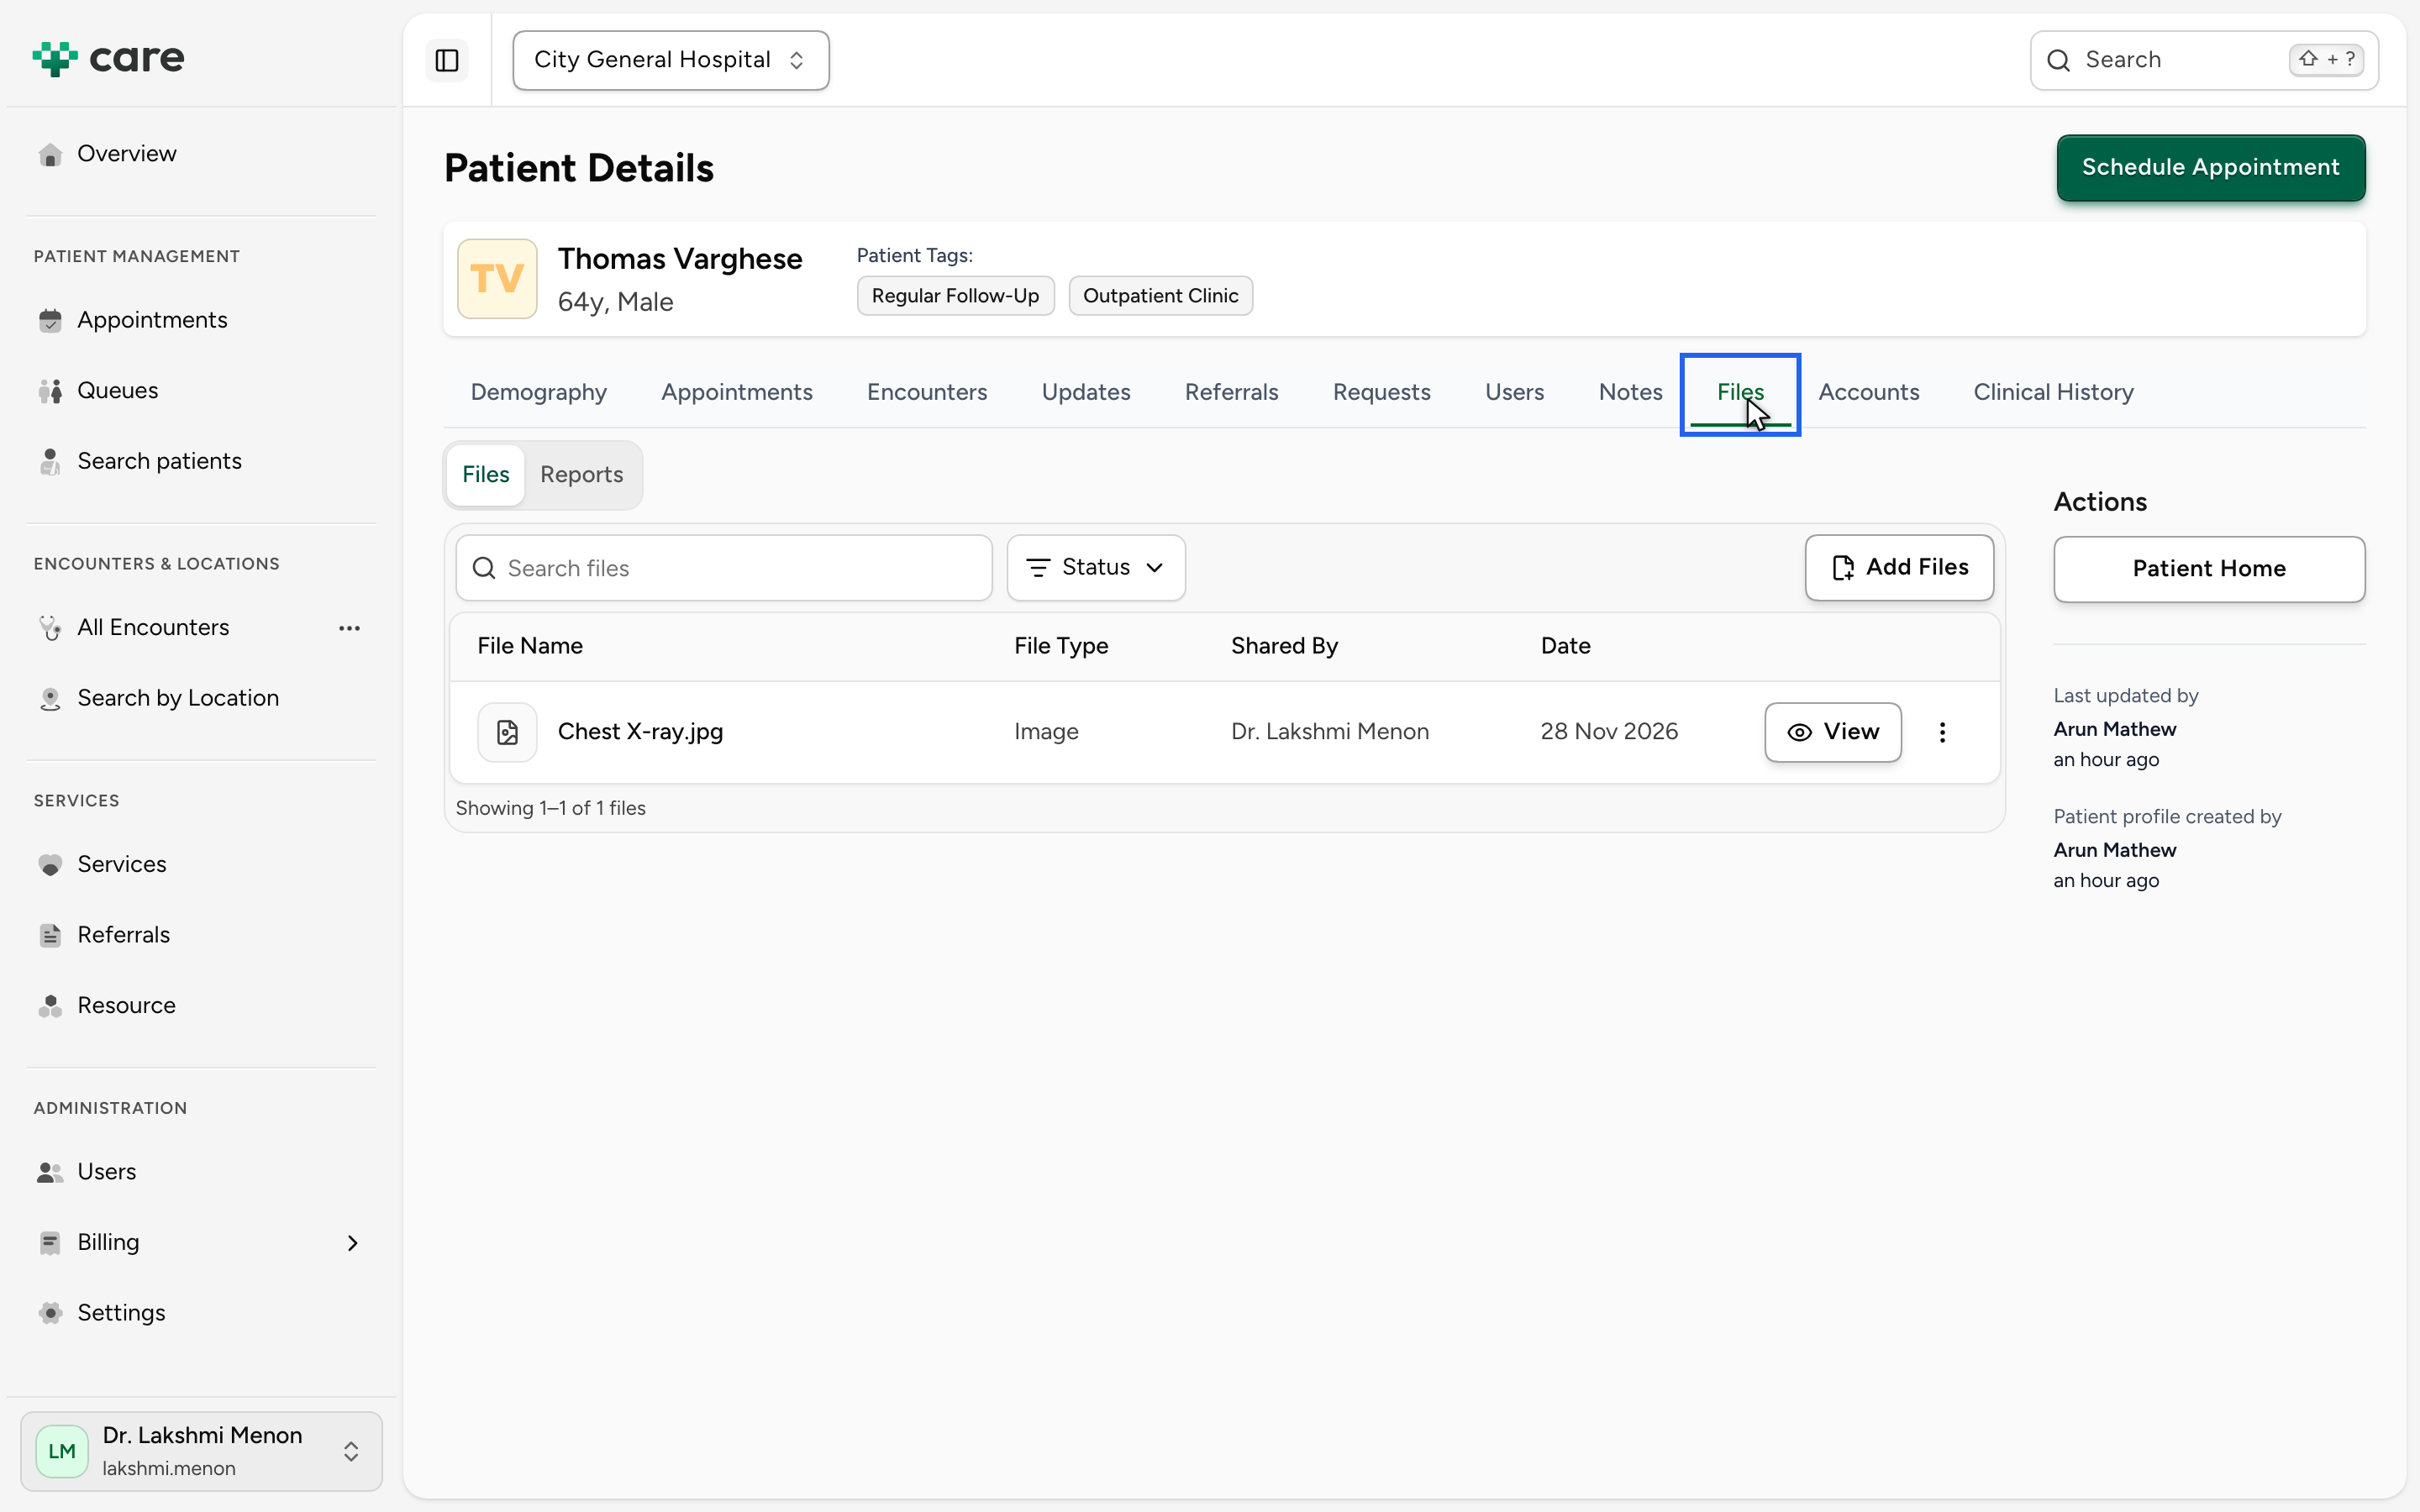 care
City General Hospital
Search
+ ?
Overview
PATIENT MANAGEMENT
Appointments
Queues
Search patients
ENCOUNTERS & LOCATIONS
All Encounters
Search by Location
SERVICES
Services
Referrals
Resource
ADMINISTRATION
Users
Billing
Settings
LM
Dr. Lakshmi Menon
lakshmi.menon
Patient Details
Schedule Appointment
TV
Thomas Varghese
64y, Male
Patient Tags:
Regular Follow-Up
Outpatient Clinic
Demography Appointments Encounters Updates Referrals Requests Users Notes Files Accounts Clinical History
Files Reports
Search files
Status
Add Files
File Name File Type Shared By Date
Chest X-ray.jpg Image Dr. Lakshmi Menon 28 Nov 2026 View
Showing 1–1 of 1 files
Actions
Patient Home
Last updated by
Arun Mathew
an hour ago
Patient profile created by
Arun Mathew
an hour ago